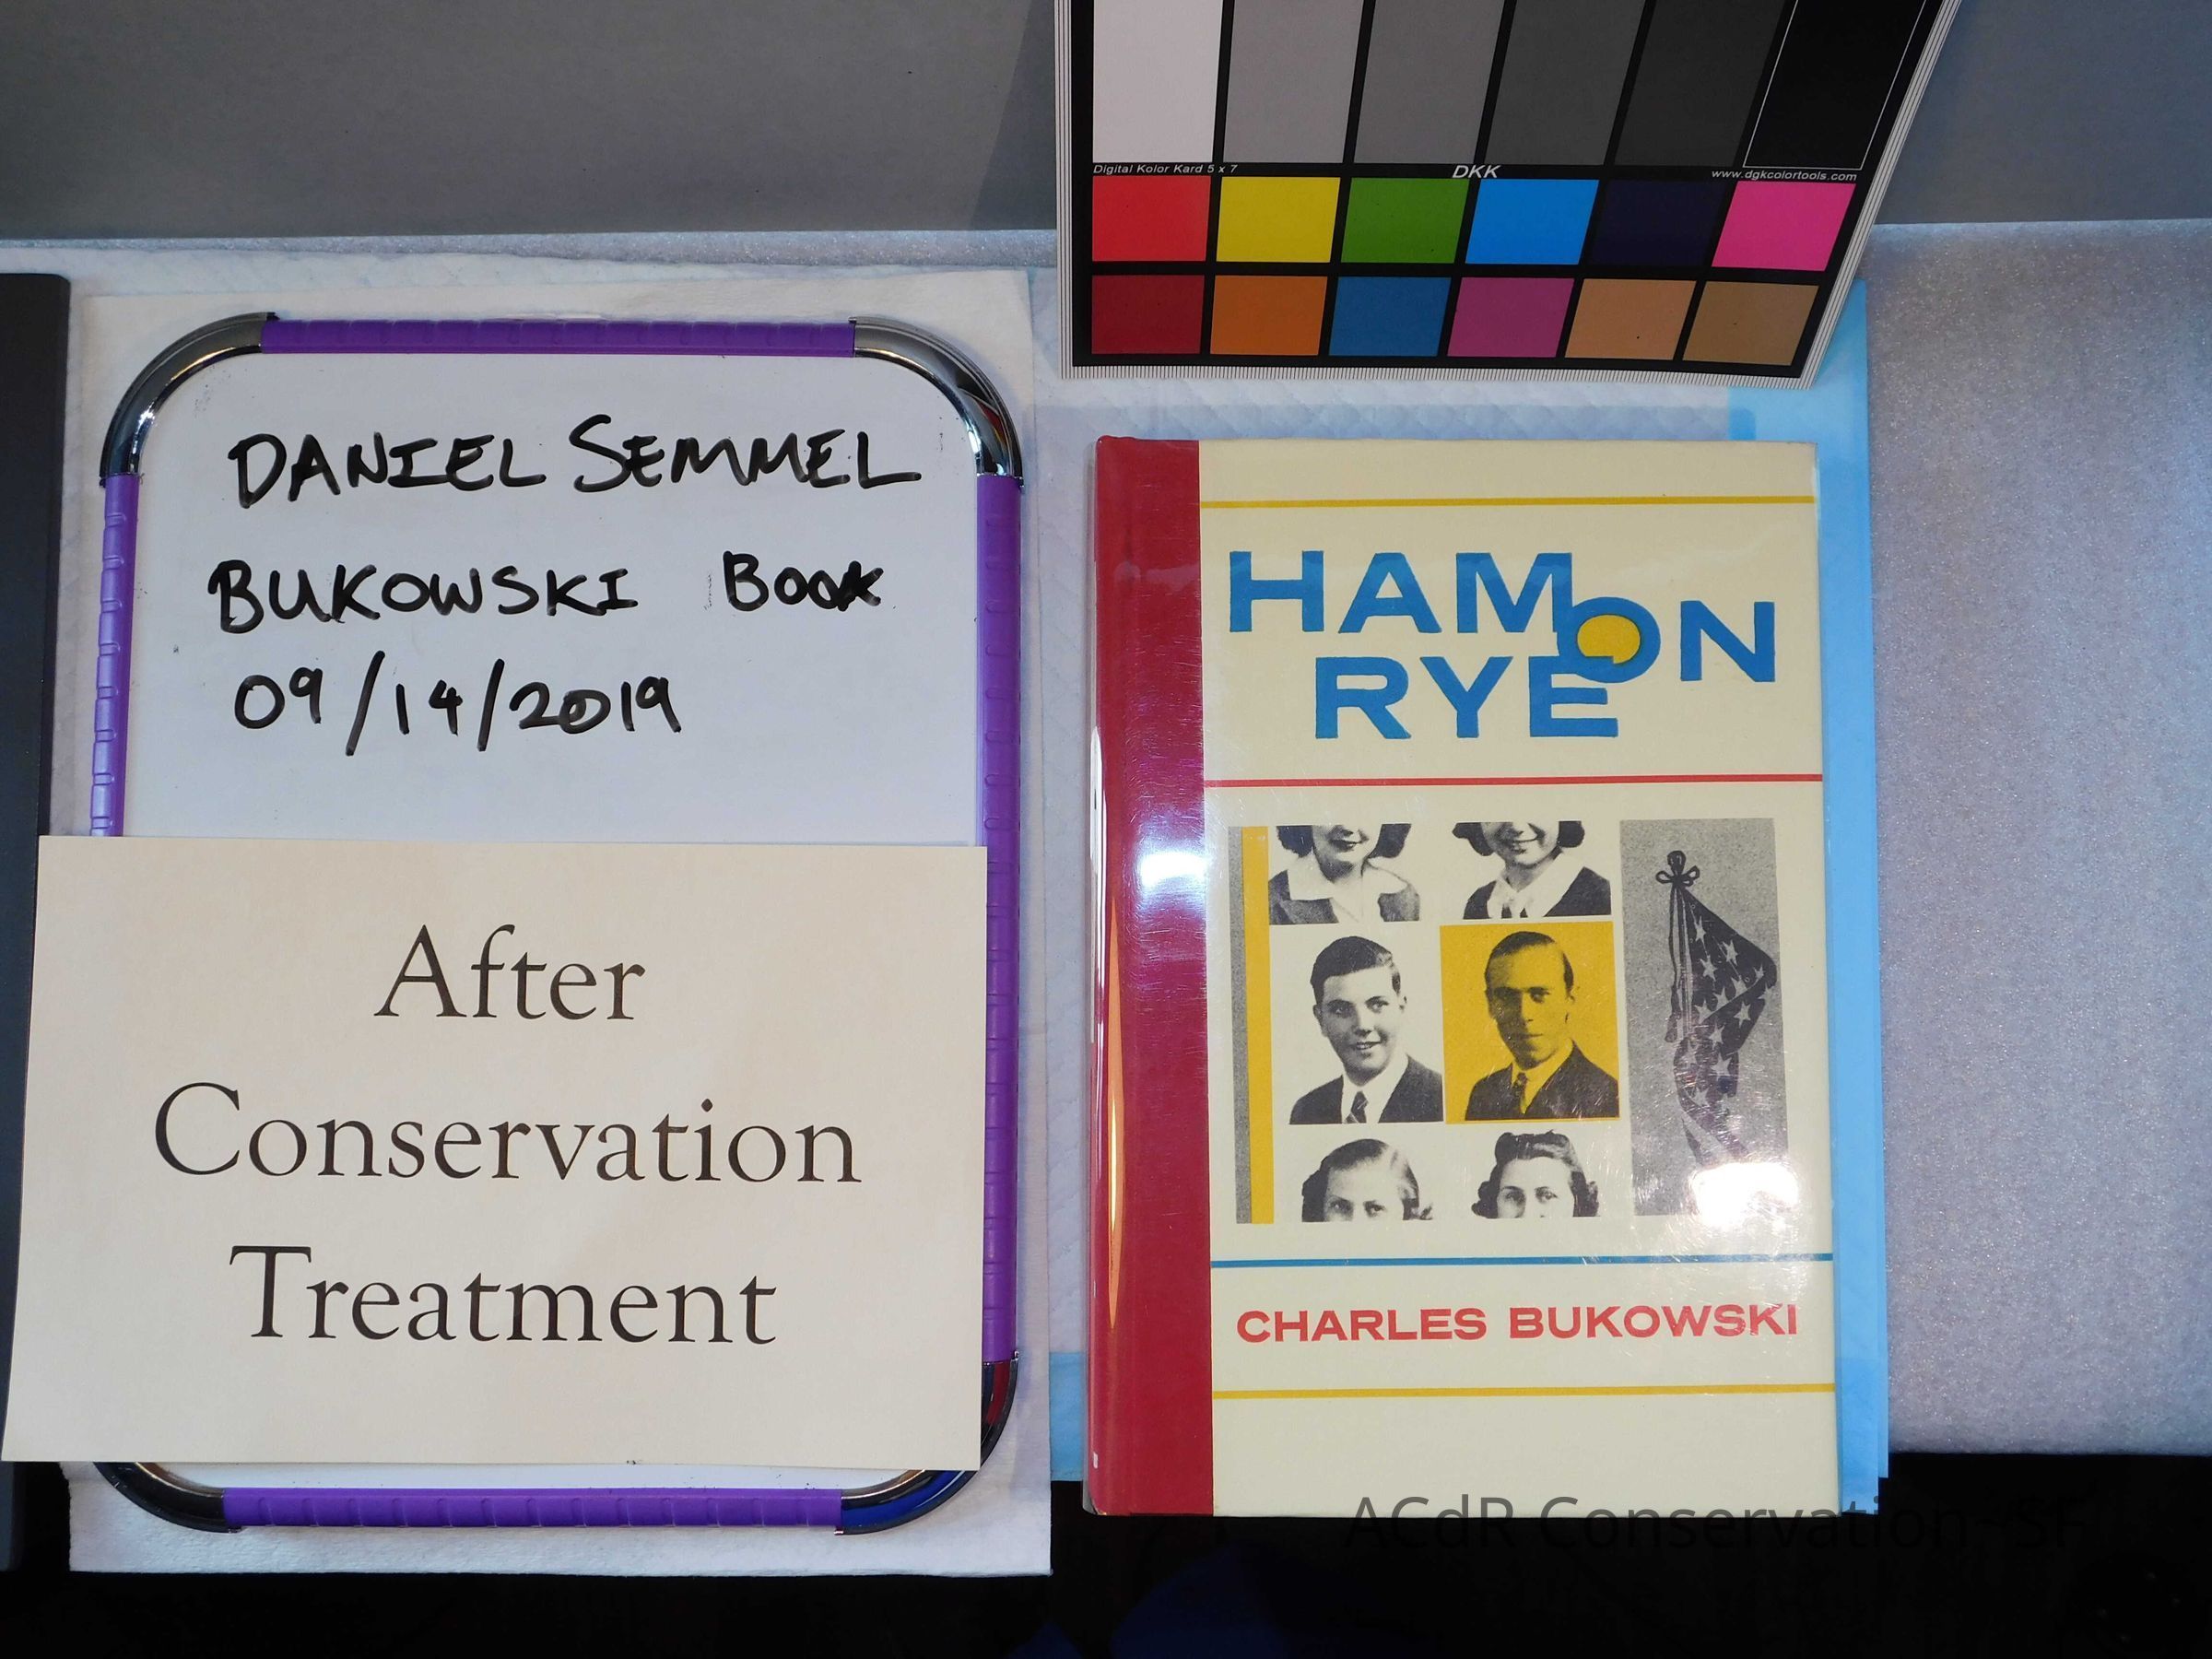 Digital Kolor Kard 5 x 7
DKK
www.dgkcolortools.com
DANIEL SEMMEL
BUKOWSKI BOOK
09/14/2019
After
Conservation
Treatment
HAM ON
RYE
CHARLES BUKOWSKI
ACdR Conservation, SF